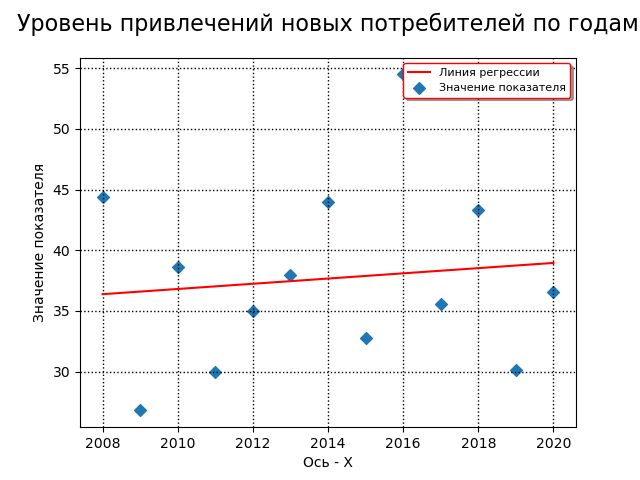 Уровень привлечений новых потребителей по годам
55
50
45
40
35
30
Значение показателя
Линия регрессии
Значение показателя
2008 2010 2012 2014 2016 2018 2020
Ось - X